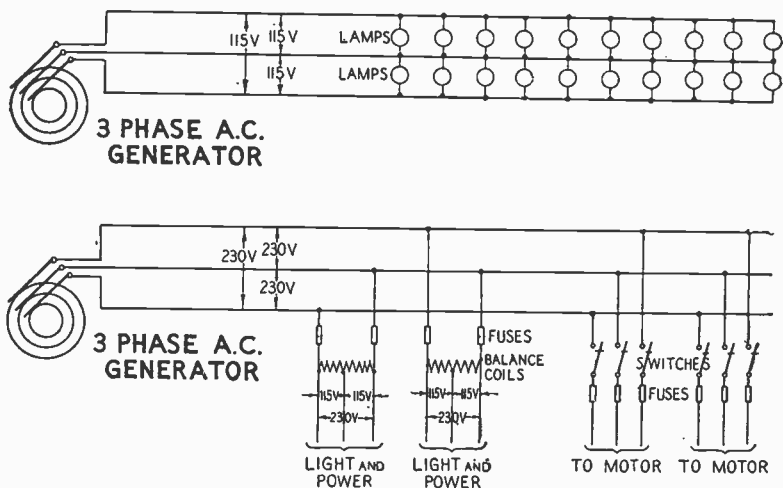 115V 115V LAMPS
115V LAMPS
3 PHASE A.C.
GENERATOR
230V 230V
230V
3 PHASE A.C.
GENERATOR
FUSES
BALANCE
COILS
115V 115V
230V
115V 115V
230V
SWITCHES
FUSES
LIGHT AND
POWER
LIGHT AND
POWER
TO MOTOR
TO MOTOR